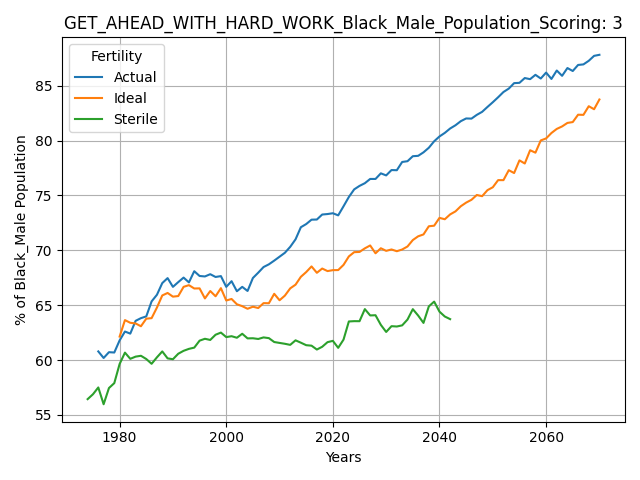 GET_AHEAD_WITH_HARD_WORK_Black_Male_Population_Scoring: 3
Fertility
Actual
Ideal
Sterile
% of Black_Male Population
85
80
75
70
65
60
55
1980
2000
2020
2040
2060
Years